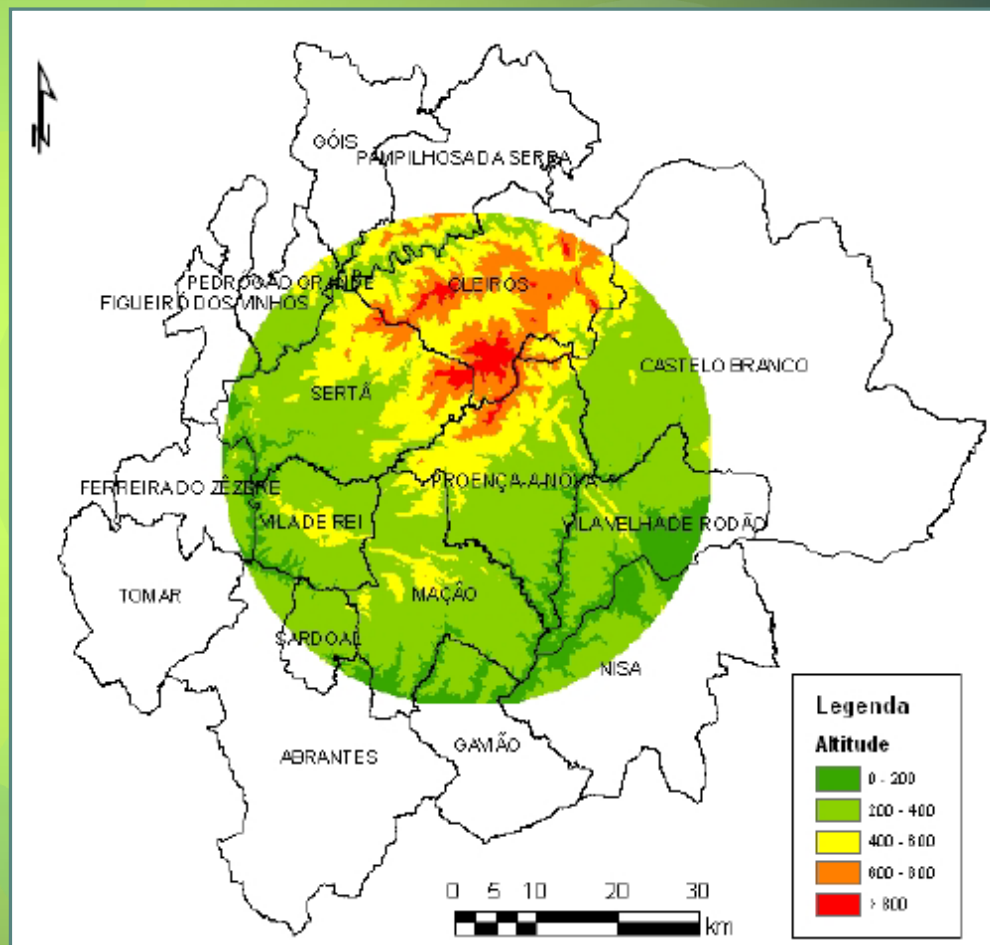 N
GÓIS
PAMPILHOSA DA SERRA
PEDRÓGÃO GRANDE
OLEIROS
FIGUEIRÓ DOS VINHOS
CASTELO BRANCO
SERTÃ
PROENÇA-A-NOVA
FERREIRA DO ZÊZERE
VILA DE REI
VILA VELHA DE RODÃO
TOMAR
MAÇÃO
SARDOAL
NISA
GAVIÃO
ABRANTES
Legenda
Altitude
0 - 200
200 - 400
400 - 600
600 - 800
> 800
0 5 10 20 30
km